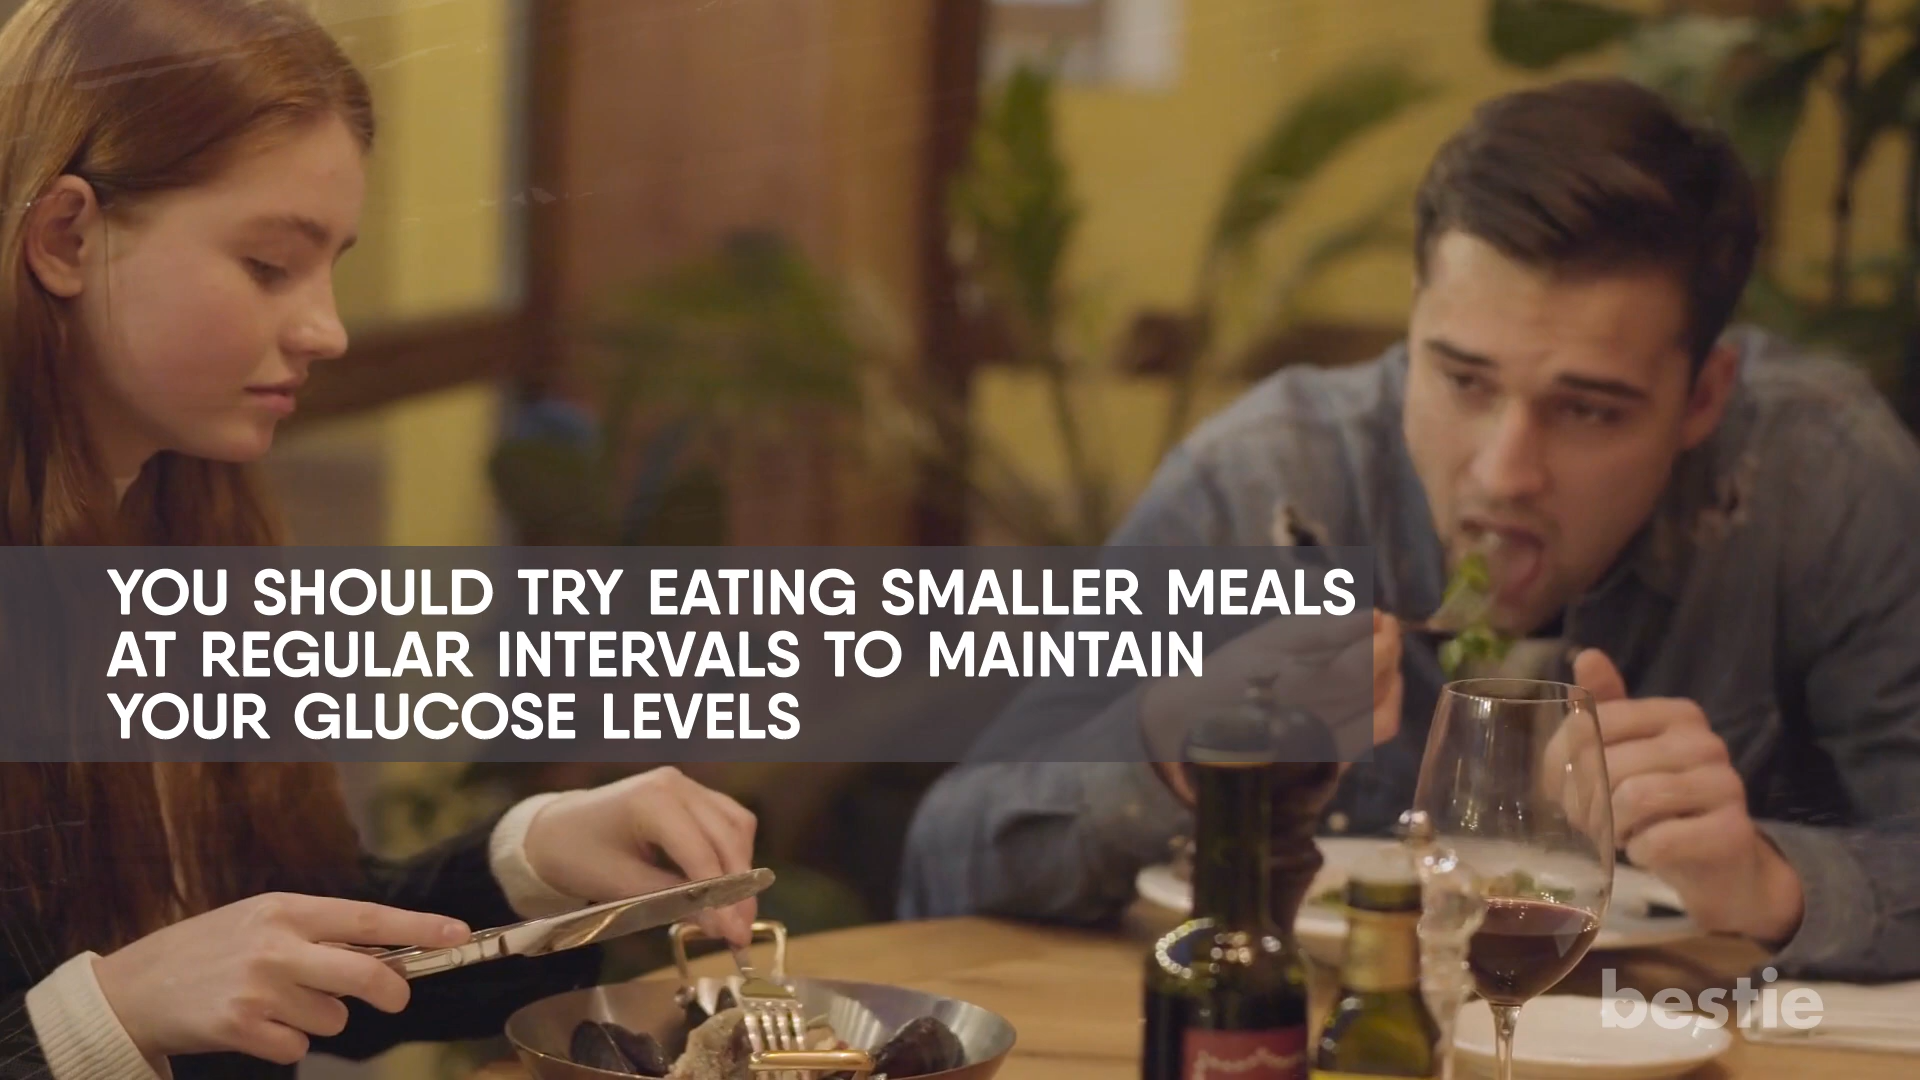 YOU SHOULD TRY EATING SMALLER MEALS
AT REGULAR INTERVALS TO MAINTAIN
YOUR GLUCOSE LEVELS
bestie